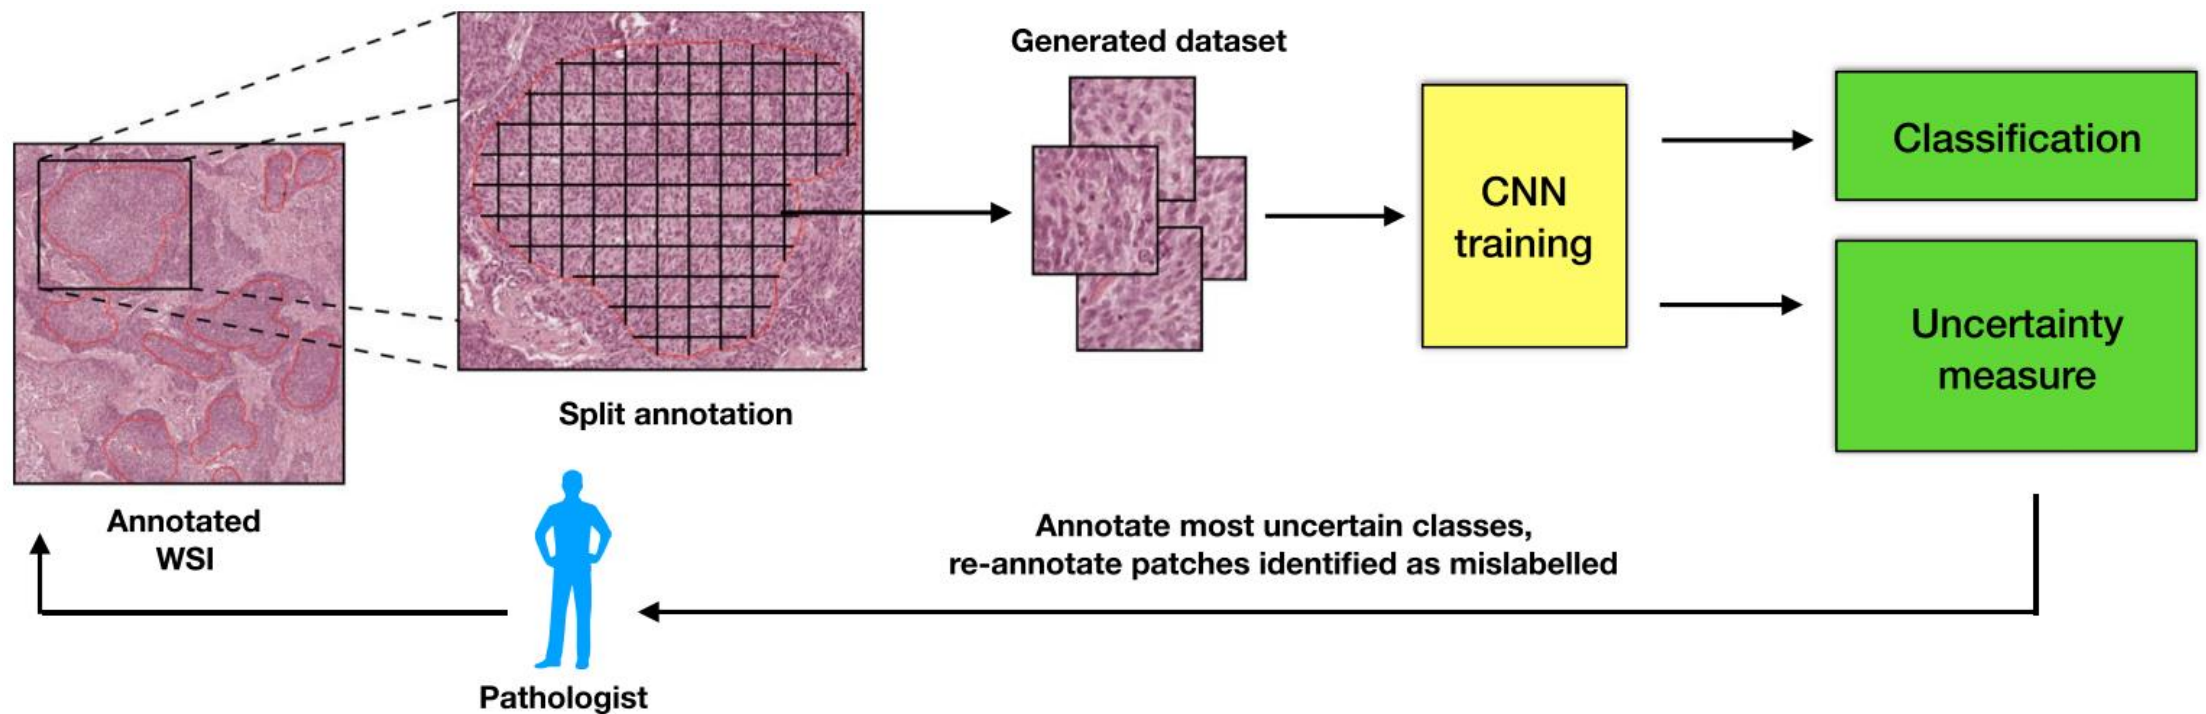 Generated dataset
Classification
CNN
training
Uncertainty
measure
Split annotation
Annotated
WSI
Annotate most uncertain classes,
re-annotate patches identified as mislabelled
Pathologist